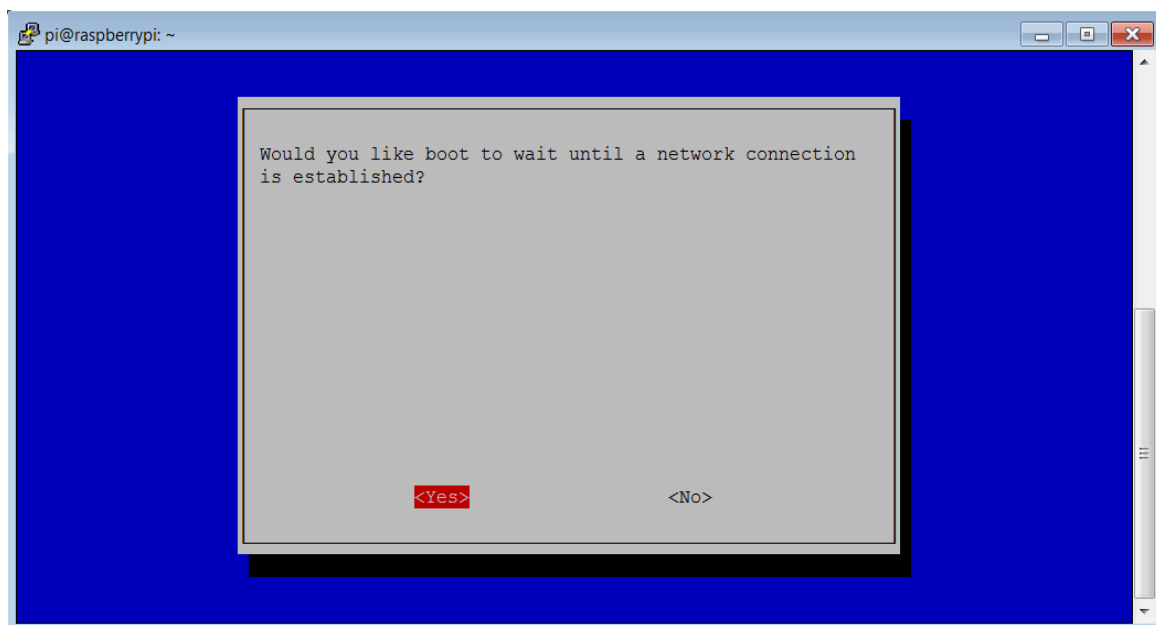 pi@raspberrypi: ~
Would you like boot to wait until a network connection
is established?
<Yes> <No>